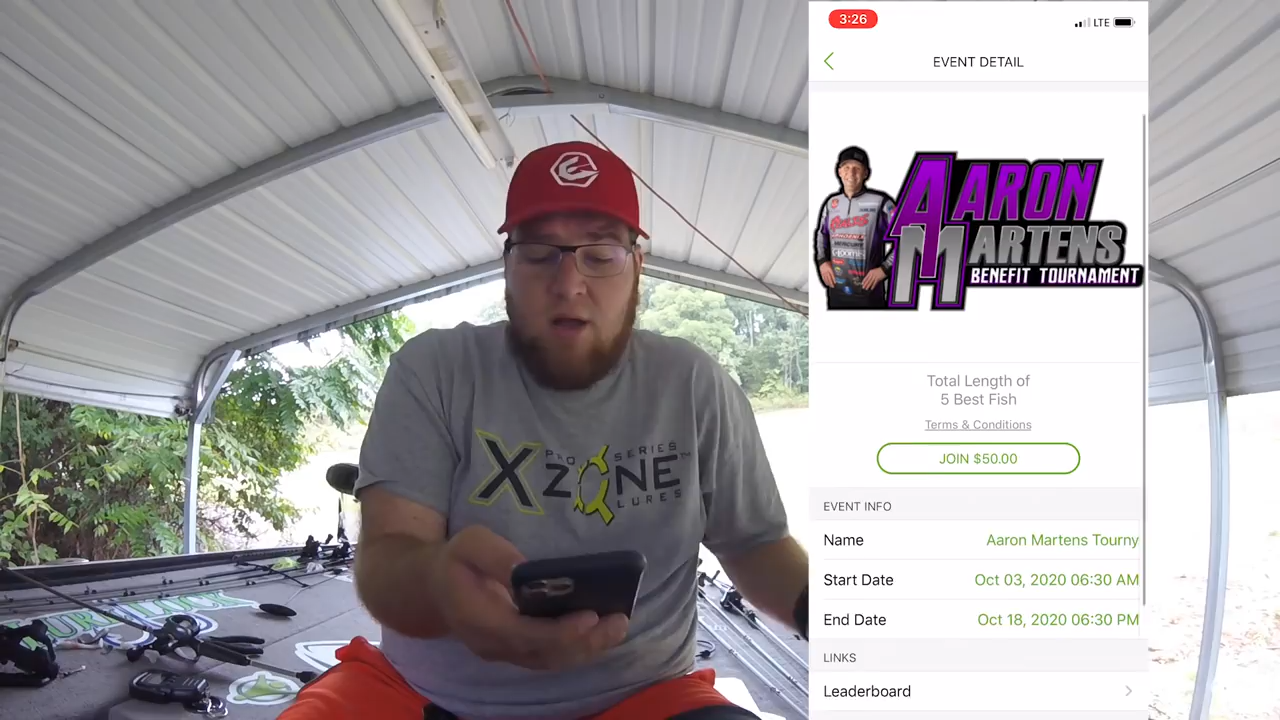 3:26
LTE
EVENT DETAIL
AARON
MARTENS
BENEFIT TOURNAMENT
Total Length of
5 Best Fish
Terms & Conditions
JOIN $50.00
EVENT INFO
Name
Aaron Martens Tourny
Start Date
Oct 03, 2020 06:30 AM
End Date
Oct 18, 2020 06:30 PM
LINKS
Leaderboard
PRO SERIES
XZONE™
LURES